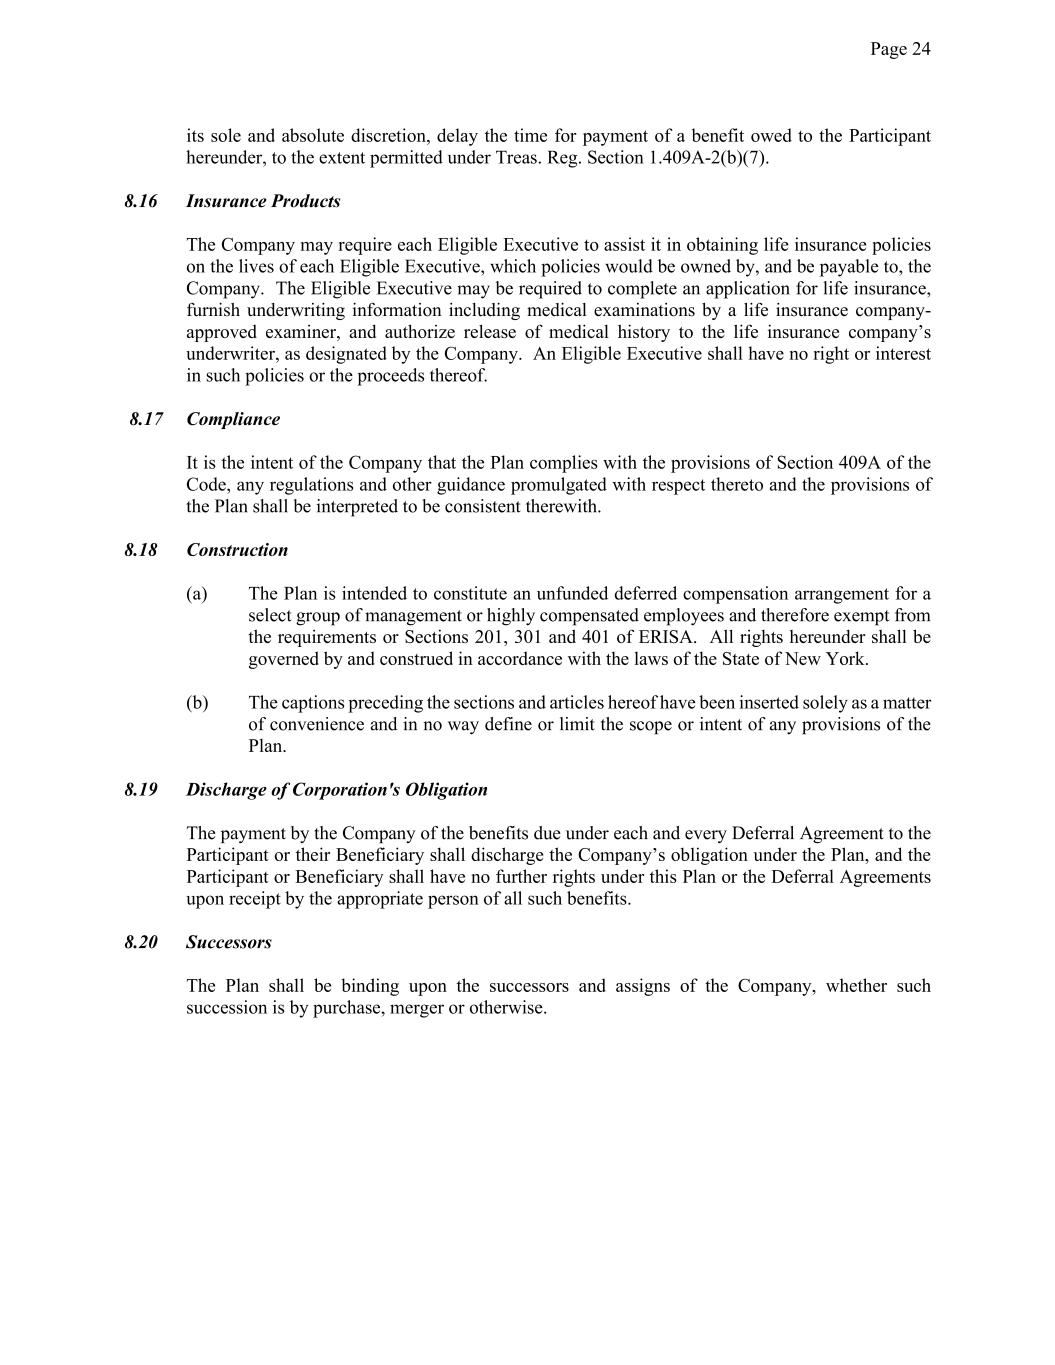 Page 24
its sole and absolute discretion, delay the time for payment of a benefit owed to the Participant
hereunder, to the extent permitted under Treas. Reg. Section 1.409A-2(b)(7).
8.16 Insurance Products
The Company may require each Eligible Executive to assist it in obtaining life insurance policies
on the lives of each Eligible Executive, which policies would be owned by, and be payable to, the
Company. The Eligible Executive may be required to complete an application for life insurance,
furnish underwriting information including medical examinations by a life insurance company-
approved examiner, and authorize release of medical history to the life insurance company’s
underwriter, as designated by the Company. An Eligible Executive shall have no right or interest
in such policies or the proceeds thereof.
8.17 Compliance
It is the intent of the Company that the Plan complies with the provisions of Section 409A of the
Code, any regulations and other guidance promulgated with respect thereto and the provisions of
the Plan shall be interpreted to be consistent therewith.
8.18 Construction
(a) The Plan is intended to constitute an unfunded deferred compensation arrangement for a
select group of management or highly compensated employees and therefore exempt from
the requirements or Sections 201, 301 and 401 of ERISA. All rights hereunder shall be
governed by and construed in accordance with the laws of the State of New York.
(b) The captions preceding the sections and articles hereof have been inserted solely as a matter
of convenience and in no way define or limit the scope or intent of any provisions of the
Plan.
8.19 Discharge of Corporation's Obligation
The payment by the Company of the benefits due under each and every Deferral Agreement to the
Participant or their Beneficiary shall discharge the Company’s obligation under the Plan, and the
Participant or Beneficiary shall have no further rights under this Plan or the Deferral Agreements
upon receipt by the appropriate person of all such benefits.
8.20 Successors
The Plan shall be binding upon the successors and assigns of the Company, whether such
succession is by purchase, merger or otherwise.